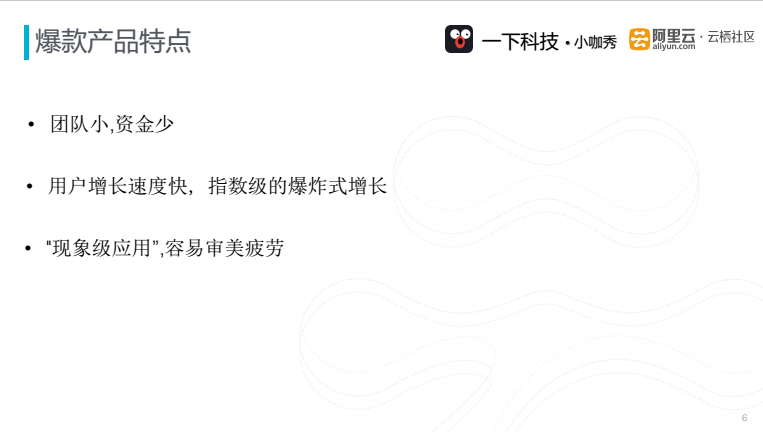 爆款产品特点
一下科技 • 小咖秀
阿里云 · 云栖社区
aliyun.com
• 团队小,资金少
• 用户增长速度快，指数级的爆炸式增长
• "现象级应用”,容易审美疲劳
6